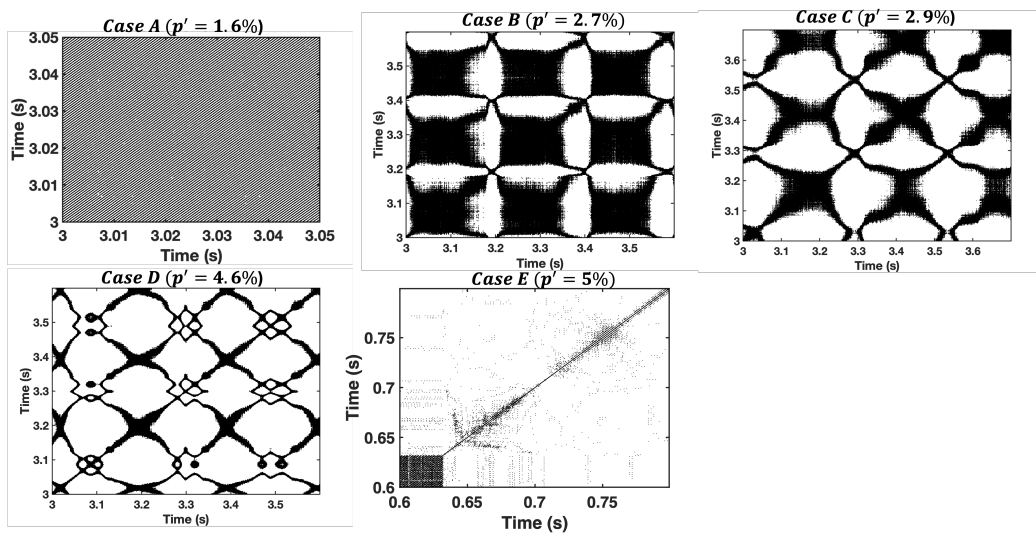 Case A (p′ = 1.6%)
3.05
3.04
3.03
3.02
3.01
3
Time (s)
3 3.01 3.02 3.03 3.04 3.05
Time (s)
Case B (p′ = 2.7%)
3.5
3.4
3.3
3.2
3.1
3
Time (s)
3 3.1 3.2 3.3 3.4 3.5
Time (s)
Case C (p′ = 2.9%)
3.6
3.5
3.4
3.3
3.2
3.1
3
Time (s)
3 3.1 3.2 3.3 3.4 3.5 3.6
Time (s)
Case D (p′ = 4.6%)
3.5
3.4
3.3
3.2
3.1
3
Time (s)
3 3.1 3.2 3.3 3.4 3.5
Time (s)
Case E (p′ = 5%)
0.75
0.7
0.65
0.6
Time (s)
0.6 0.65 0.7 0.75
Time (s)